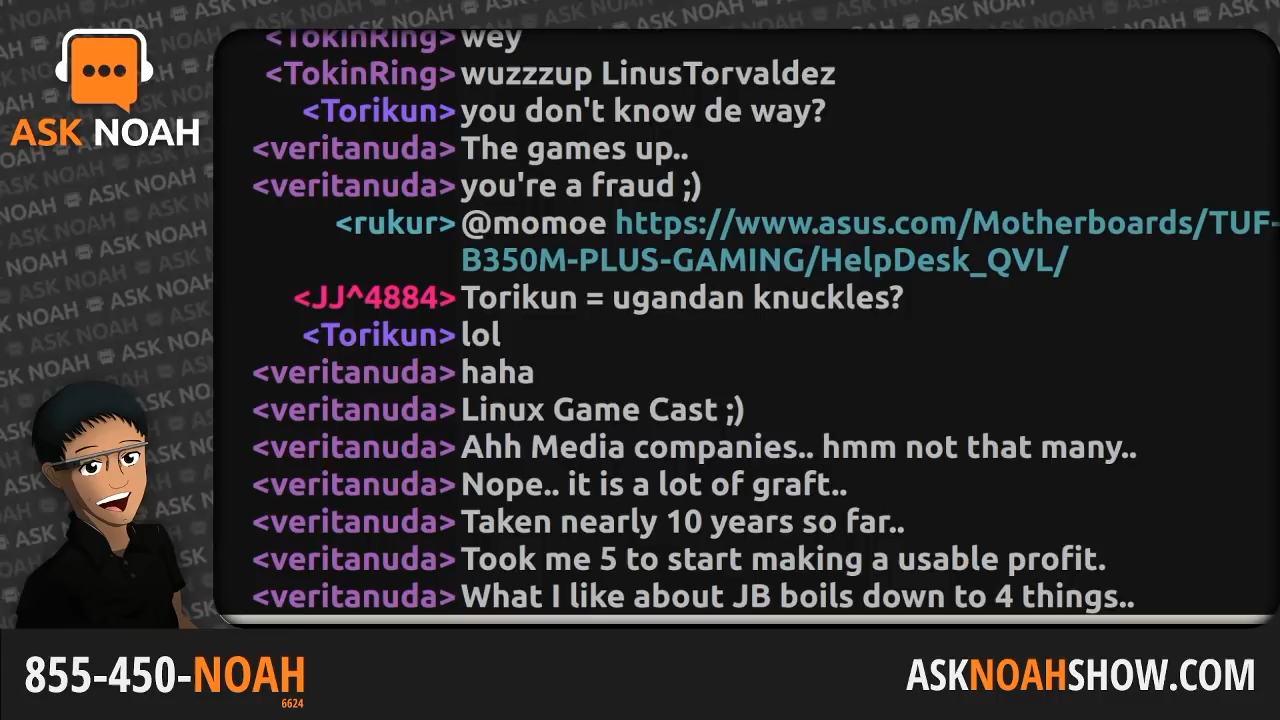 ASK NOAH
<TokinRing> wey
<TokinRing> wuzzzup LinusTorvaldez
<Torikun> you don't know de way?
<veritanuda> The games up..
<veritanuda> you're a fraud ;)
<rukur> @momoe https://www.asus.com/Motherboards/TUF-
B350M-PLUS-GAMING/HelpDesk_QVL/
<JJ^4884> Torikun = ugandan knuckles?
<Torikun> lol
<veritanuda> haha
<veritanuda> Linux Game Cast ;)
<veritanuda> Ahh Media companies.. hmm not that many..
<veritanuda> Nope.. it is a lot of graft..
<veritanuda> Taken nearly 10 years so far..
<veritanuda> Took me 5 to start making a usable profit.
<veritanuda> What I like about JB boils down to 4 things..
855-450-NOAH
6624
ASKNOAHSHOW.COM